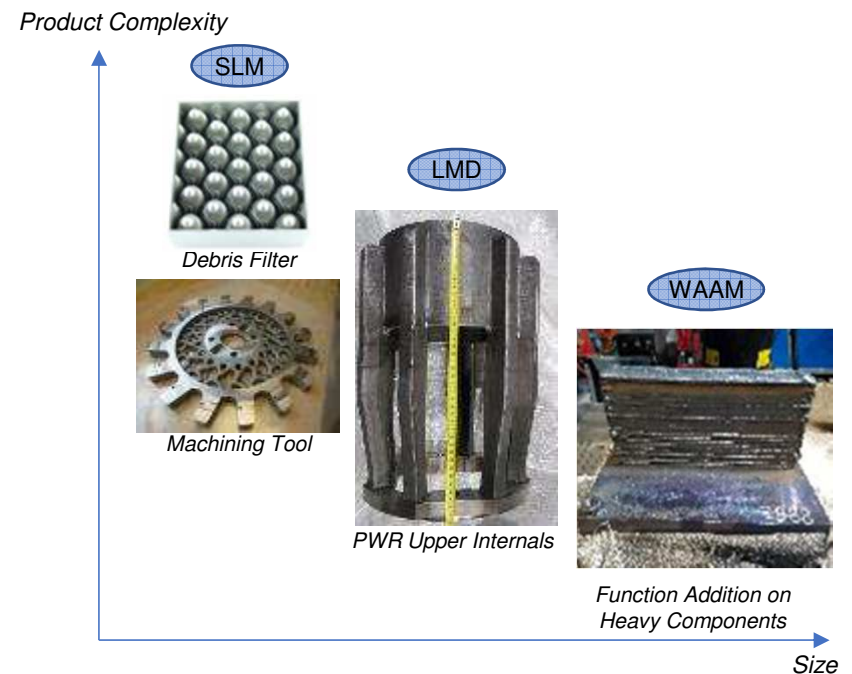 Product Complexity
SLM
Debris Filter
Machining Tool
LMD
PWR Upper Internals
WAAM
Function Addition on
Heavy Components
Size